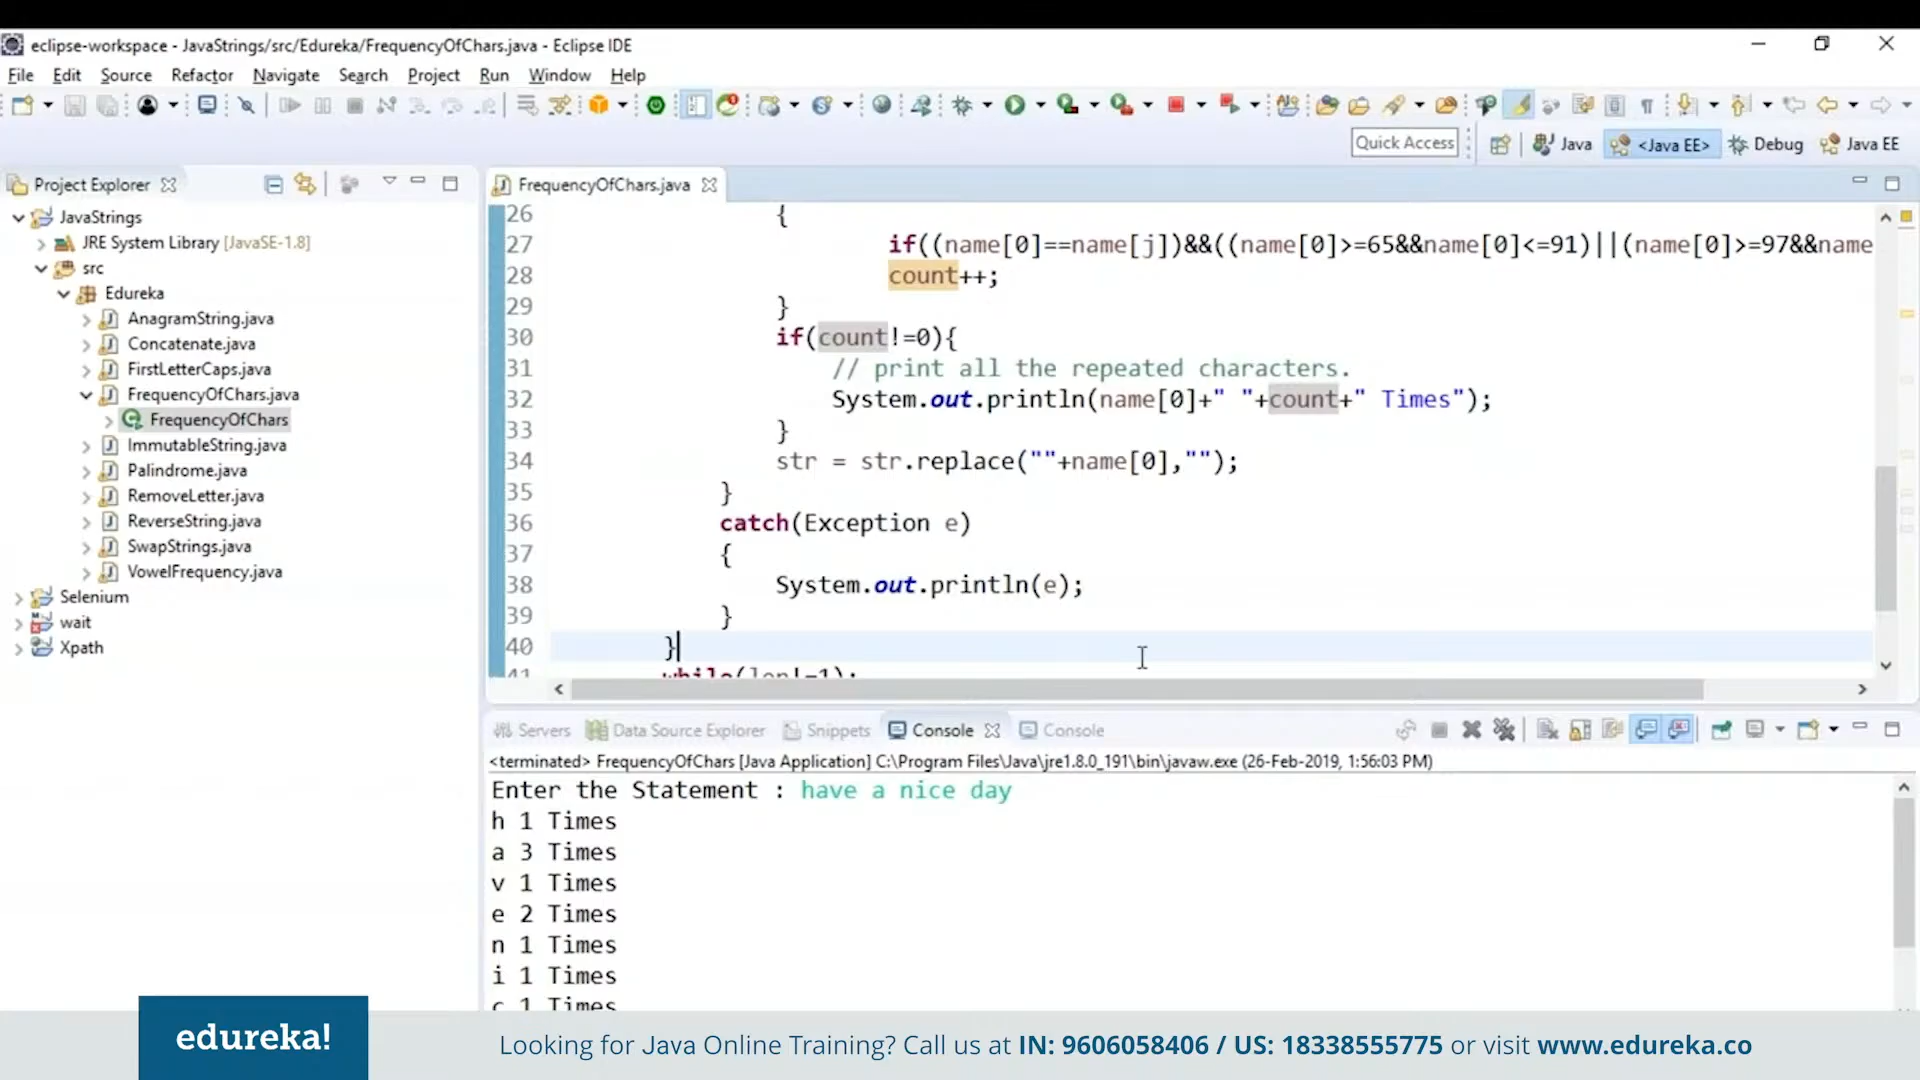 eclipse-workspace - JavaStrings/src/Edureka/FrequencyOfChars.java - Eclipse IDE
File Edit Source Refactor Navigate Search Project Run Window Help
Quick Access
Java
<Java EE>
Debug
Java EE
Project Explorer
JavaStrings
JRE System Library [JavaSE-1.8]
src
Edureka
AnagramString.java
Concatenate.java
FirstLetterCaps.java
FrequencyOfChars.java
FrequencyOfChars
ImmutableString.java
Palindrome.java
RemoveLetter.java
ReverseString.java
SwapStrings.java
VowelFrequency.java
Selenium
wait
Xpath
FrequencyOfChars.java
26 {
27 if((name[0]==name[j])&&((name[0]>=65&&name[0]<=91)||(name[0]>=97&&name
28 count++;
29 }
30 if(count!=0){
31 // print all the repeated characters.
32 System.out.println(name[0]+" "+count+" Times");
33 }
34 str = str.replace(""+name[0],"");
35 }
36 catch(Exception e)
37 {
38 System.out.println(e);
39 }
40 }
41 while(len!=1);
Servers Data Source Explorer Snippets Console Console
<terminated> FrequencyOfChars [Java Application] C:\Program Files\Java\jre1.8.0_191\bin\javaw.exe (26-Feb-2019, 1:56:03 PM)
Enter the Statement : have a nice day
h 1 Times
a 3 Times
v 1 Times
e 2 Times
n 1 Times
i 1 Times
c 1 Times
edureka!
Looking for Java Online Training? Call us at IN: 9606058406 / US: 18338555775 or visit www.edureka.co